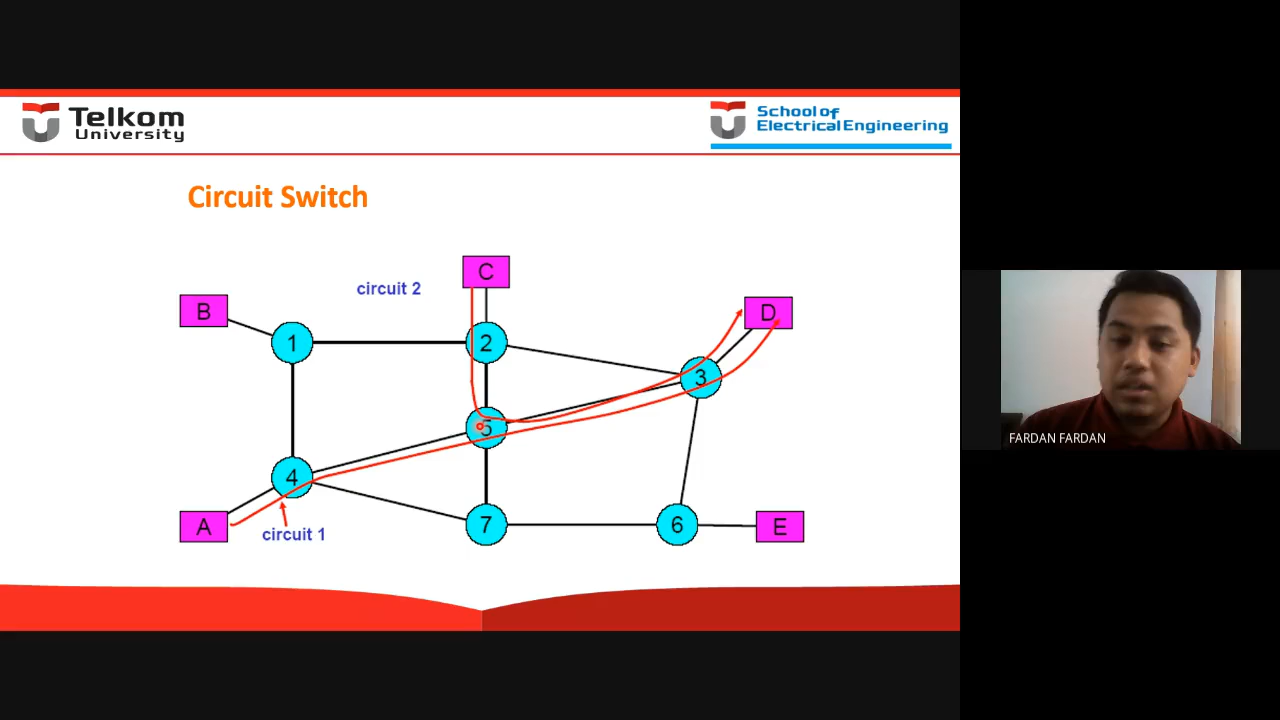 Telkom
University
School of
Electrical Engineering
Circuit Switch
C
circuit 2
B
D
1
2
3
5
4
A
circuit 1
7
6
E
FARDAN FARDAN